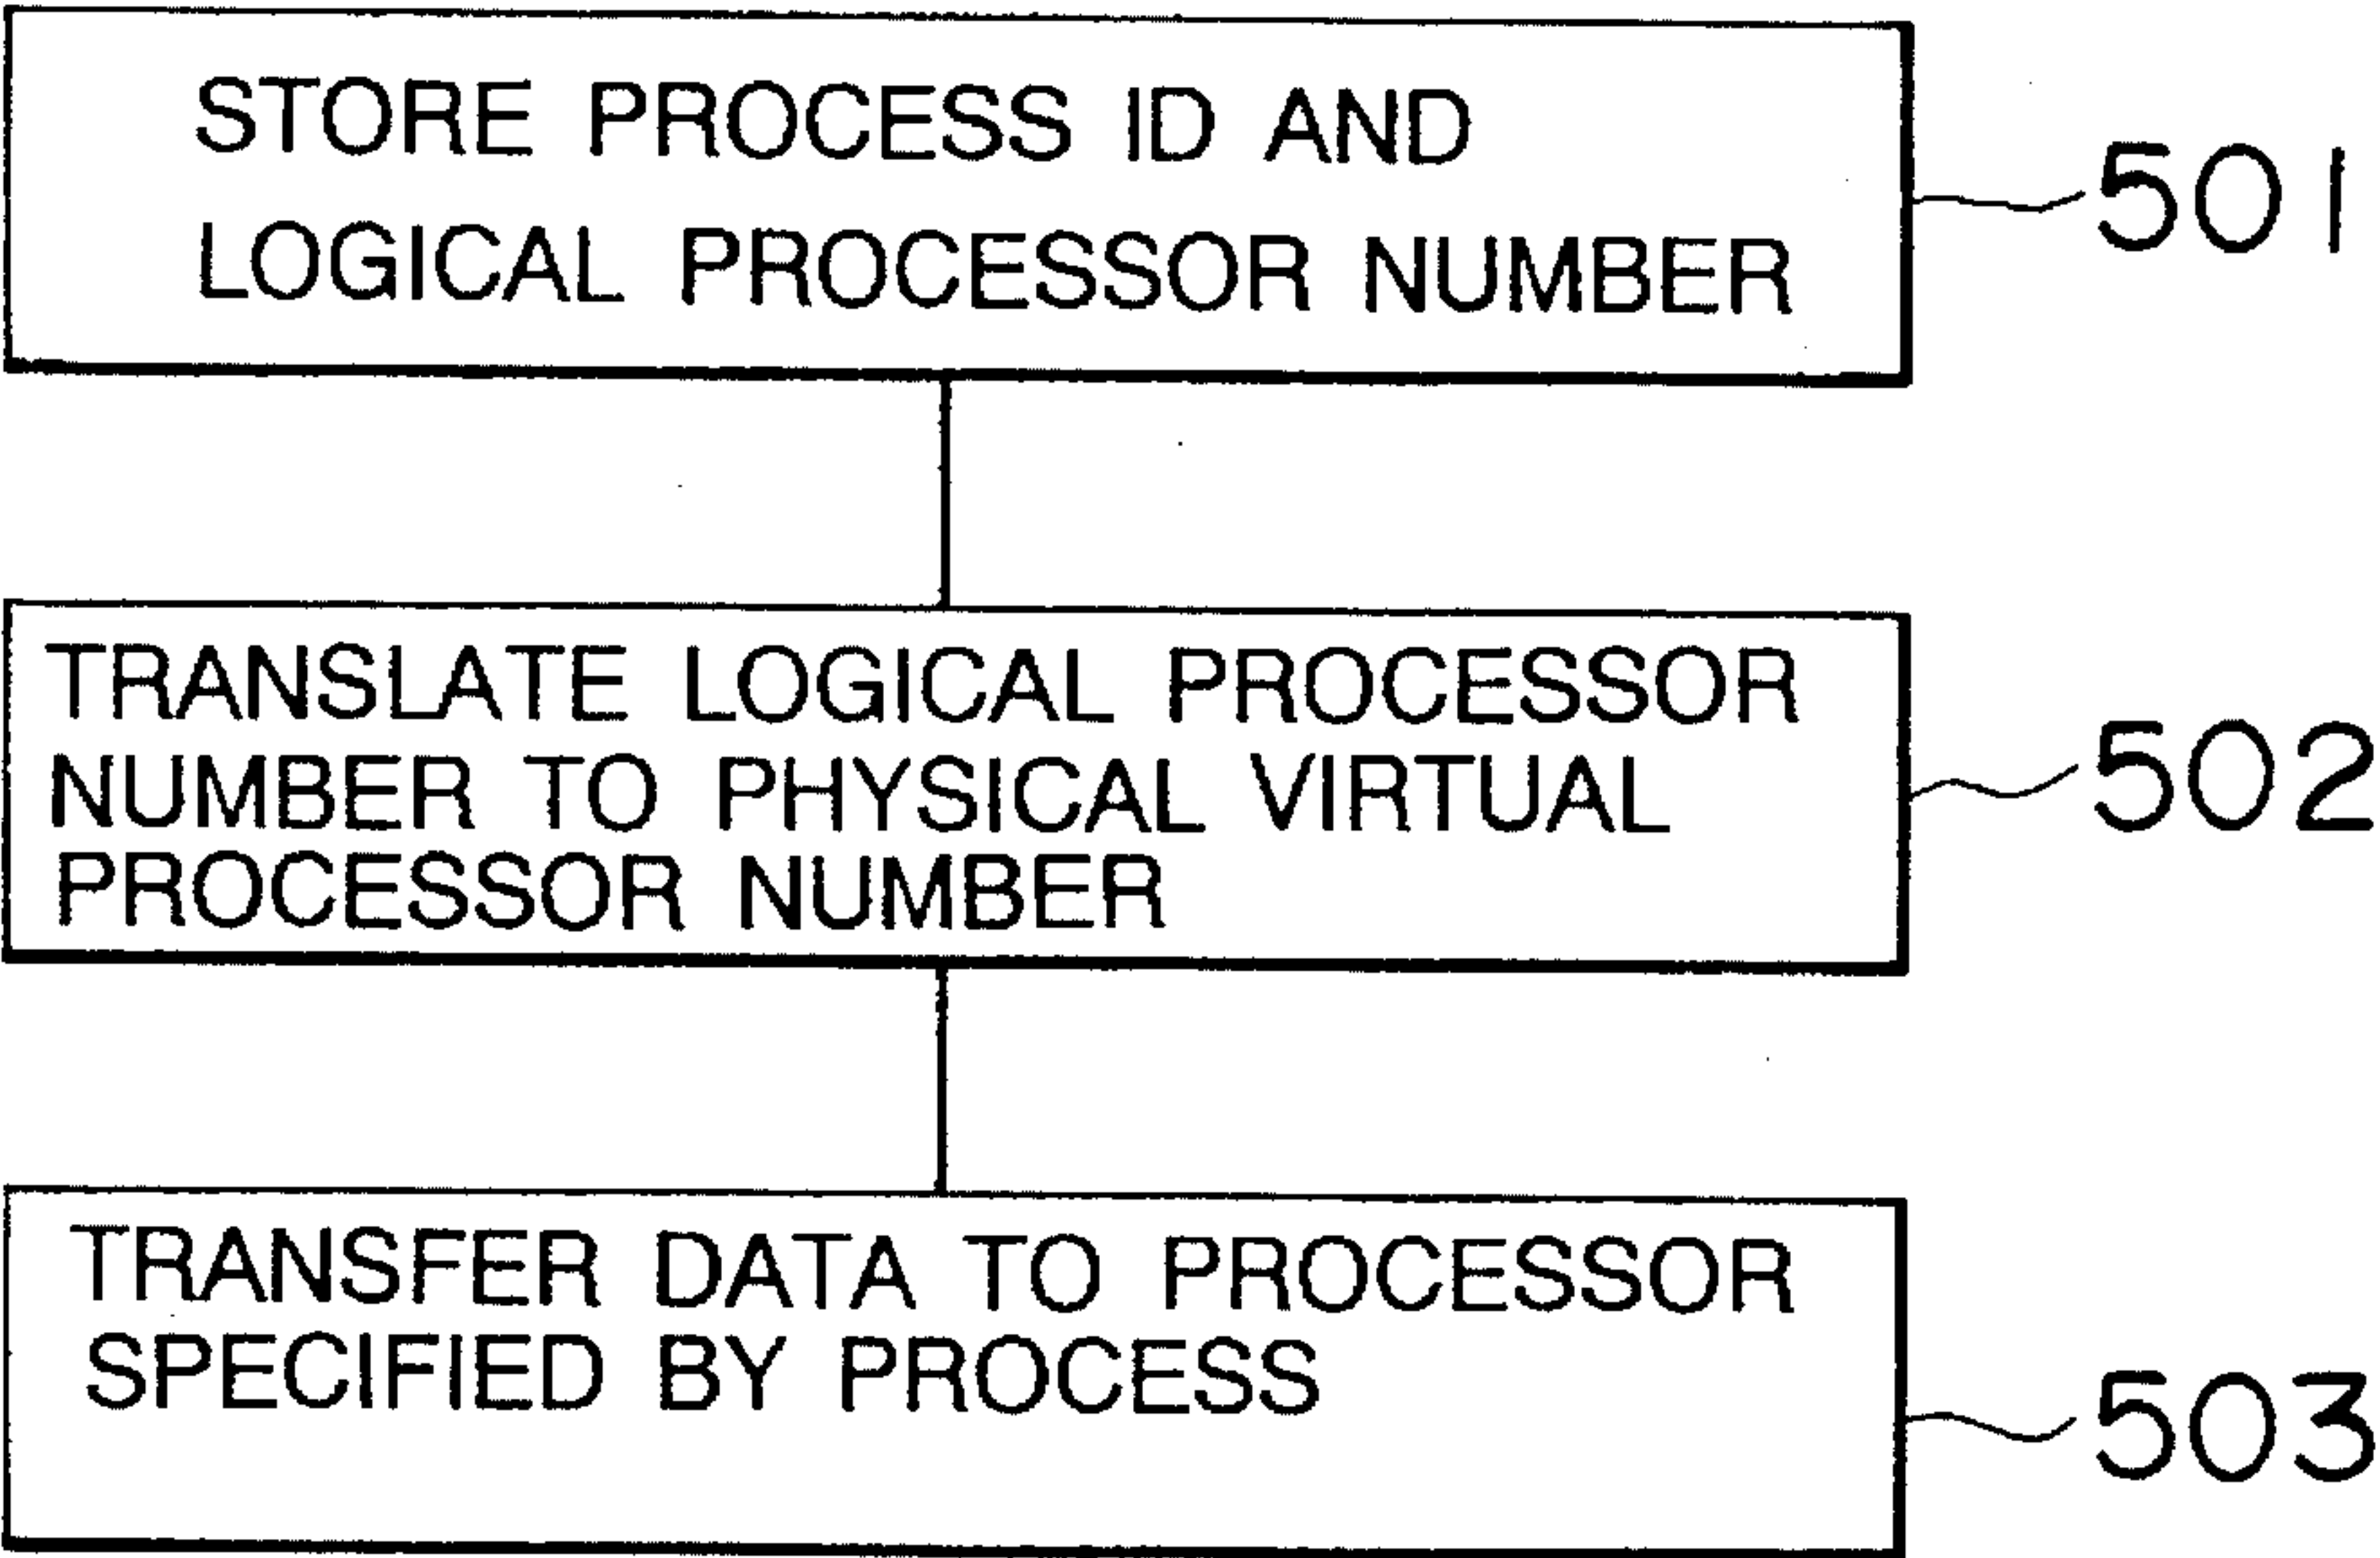 STORE PROCESS ID AND
LOGICAL PROCESSOR NUMBER
501
TRANSLATE LOGICAL PROCESSOR
NUMBER TO PHYSICAL VIRTUAL
PROCESSOR NUMBER
502
TRANSFER DATA TO PROCESSOR
SPECIFIED BY PROCESS
503